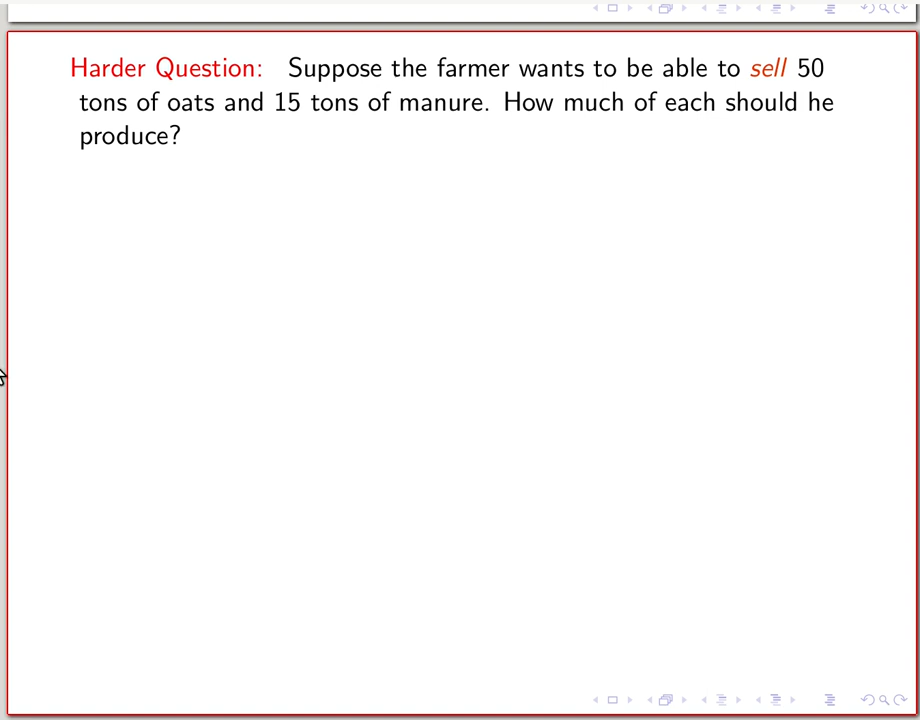 Harder Question: Suppose the farmer wants to be able to sell 50
tons of oats and 15 tons of manure. How much of each should he
produce?